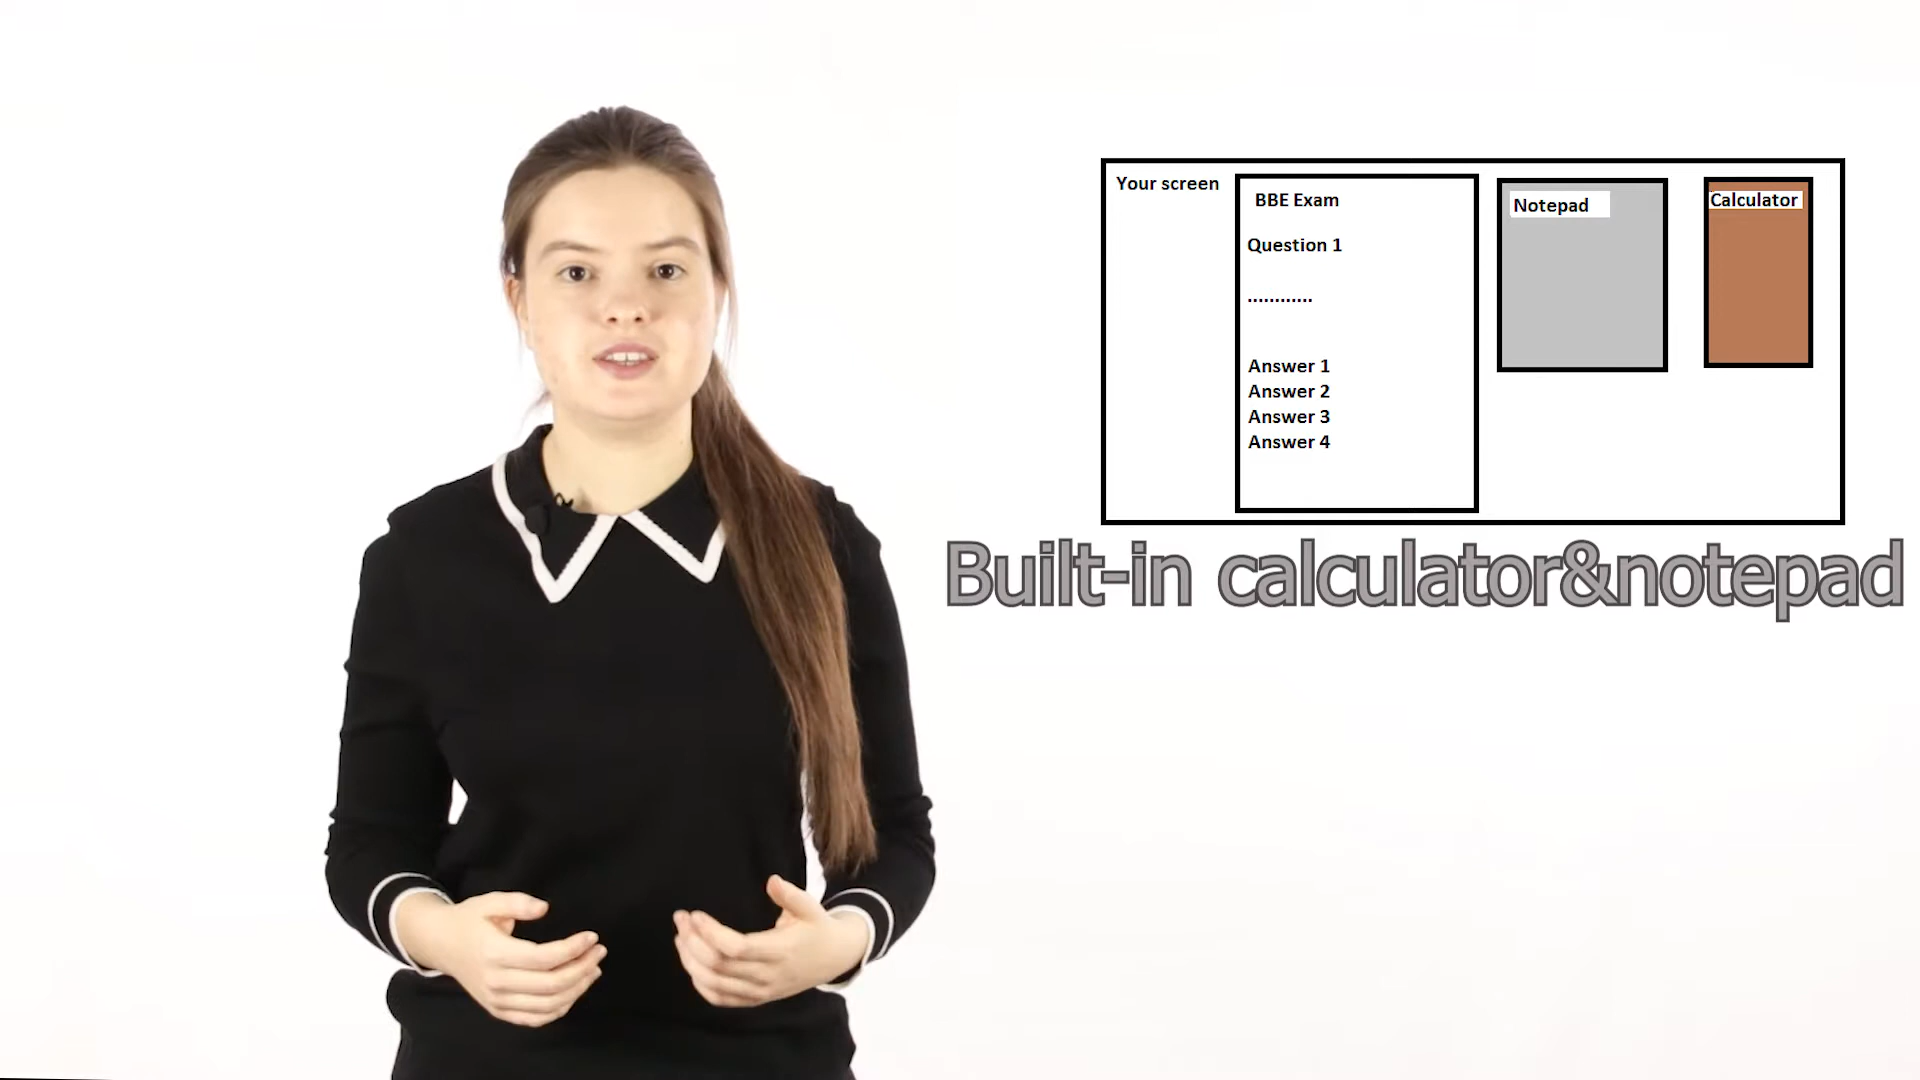 Your screen
BBE Exam
Question 1
............
Answer 1
Answer 2
Answer 3
Answer 4
Notepad
Calculator
Built-in calculator&notepad